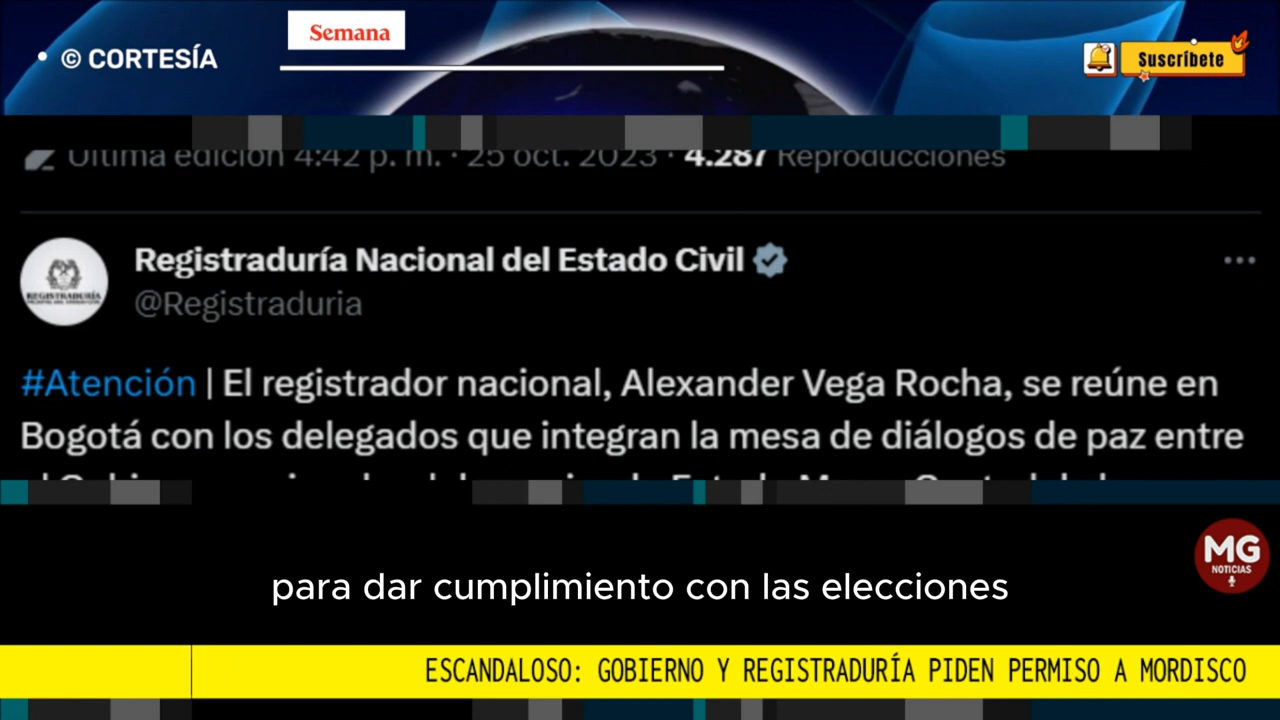 • © CORTESÍA
Semana
Suscríbete
Última edición 4:42 p. m. · 25 oct. 2023 · 4.287 Reproducciones
Registraduría Nacional del Estado Civil
@Registraduria
REGISTRADURÍA
#Atención | El registrador nacional, Alexander Vega Rocha, se reúne en
Bogotá con los delegados que integran la mesa de diálogos de paz entre
MG
NOTICIAS
para dar cumplimiento con las elecciones
ESCANDALOSO: GOBIERNO Y REGISTRADURÍA PIDEN PERMISO A MORDISCO